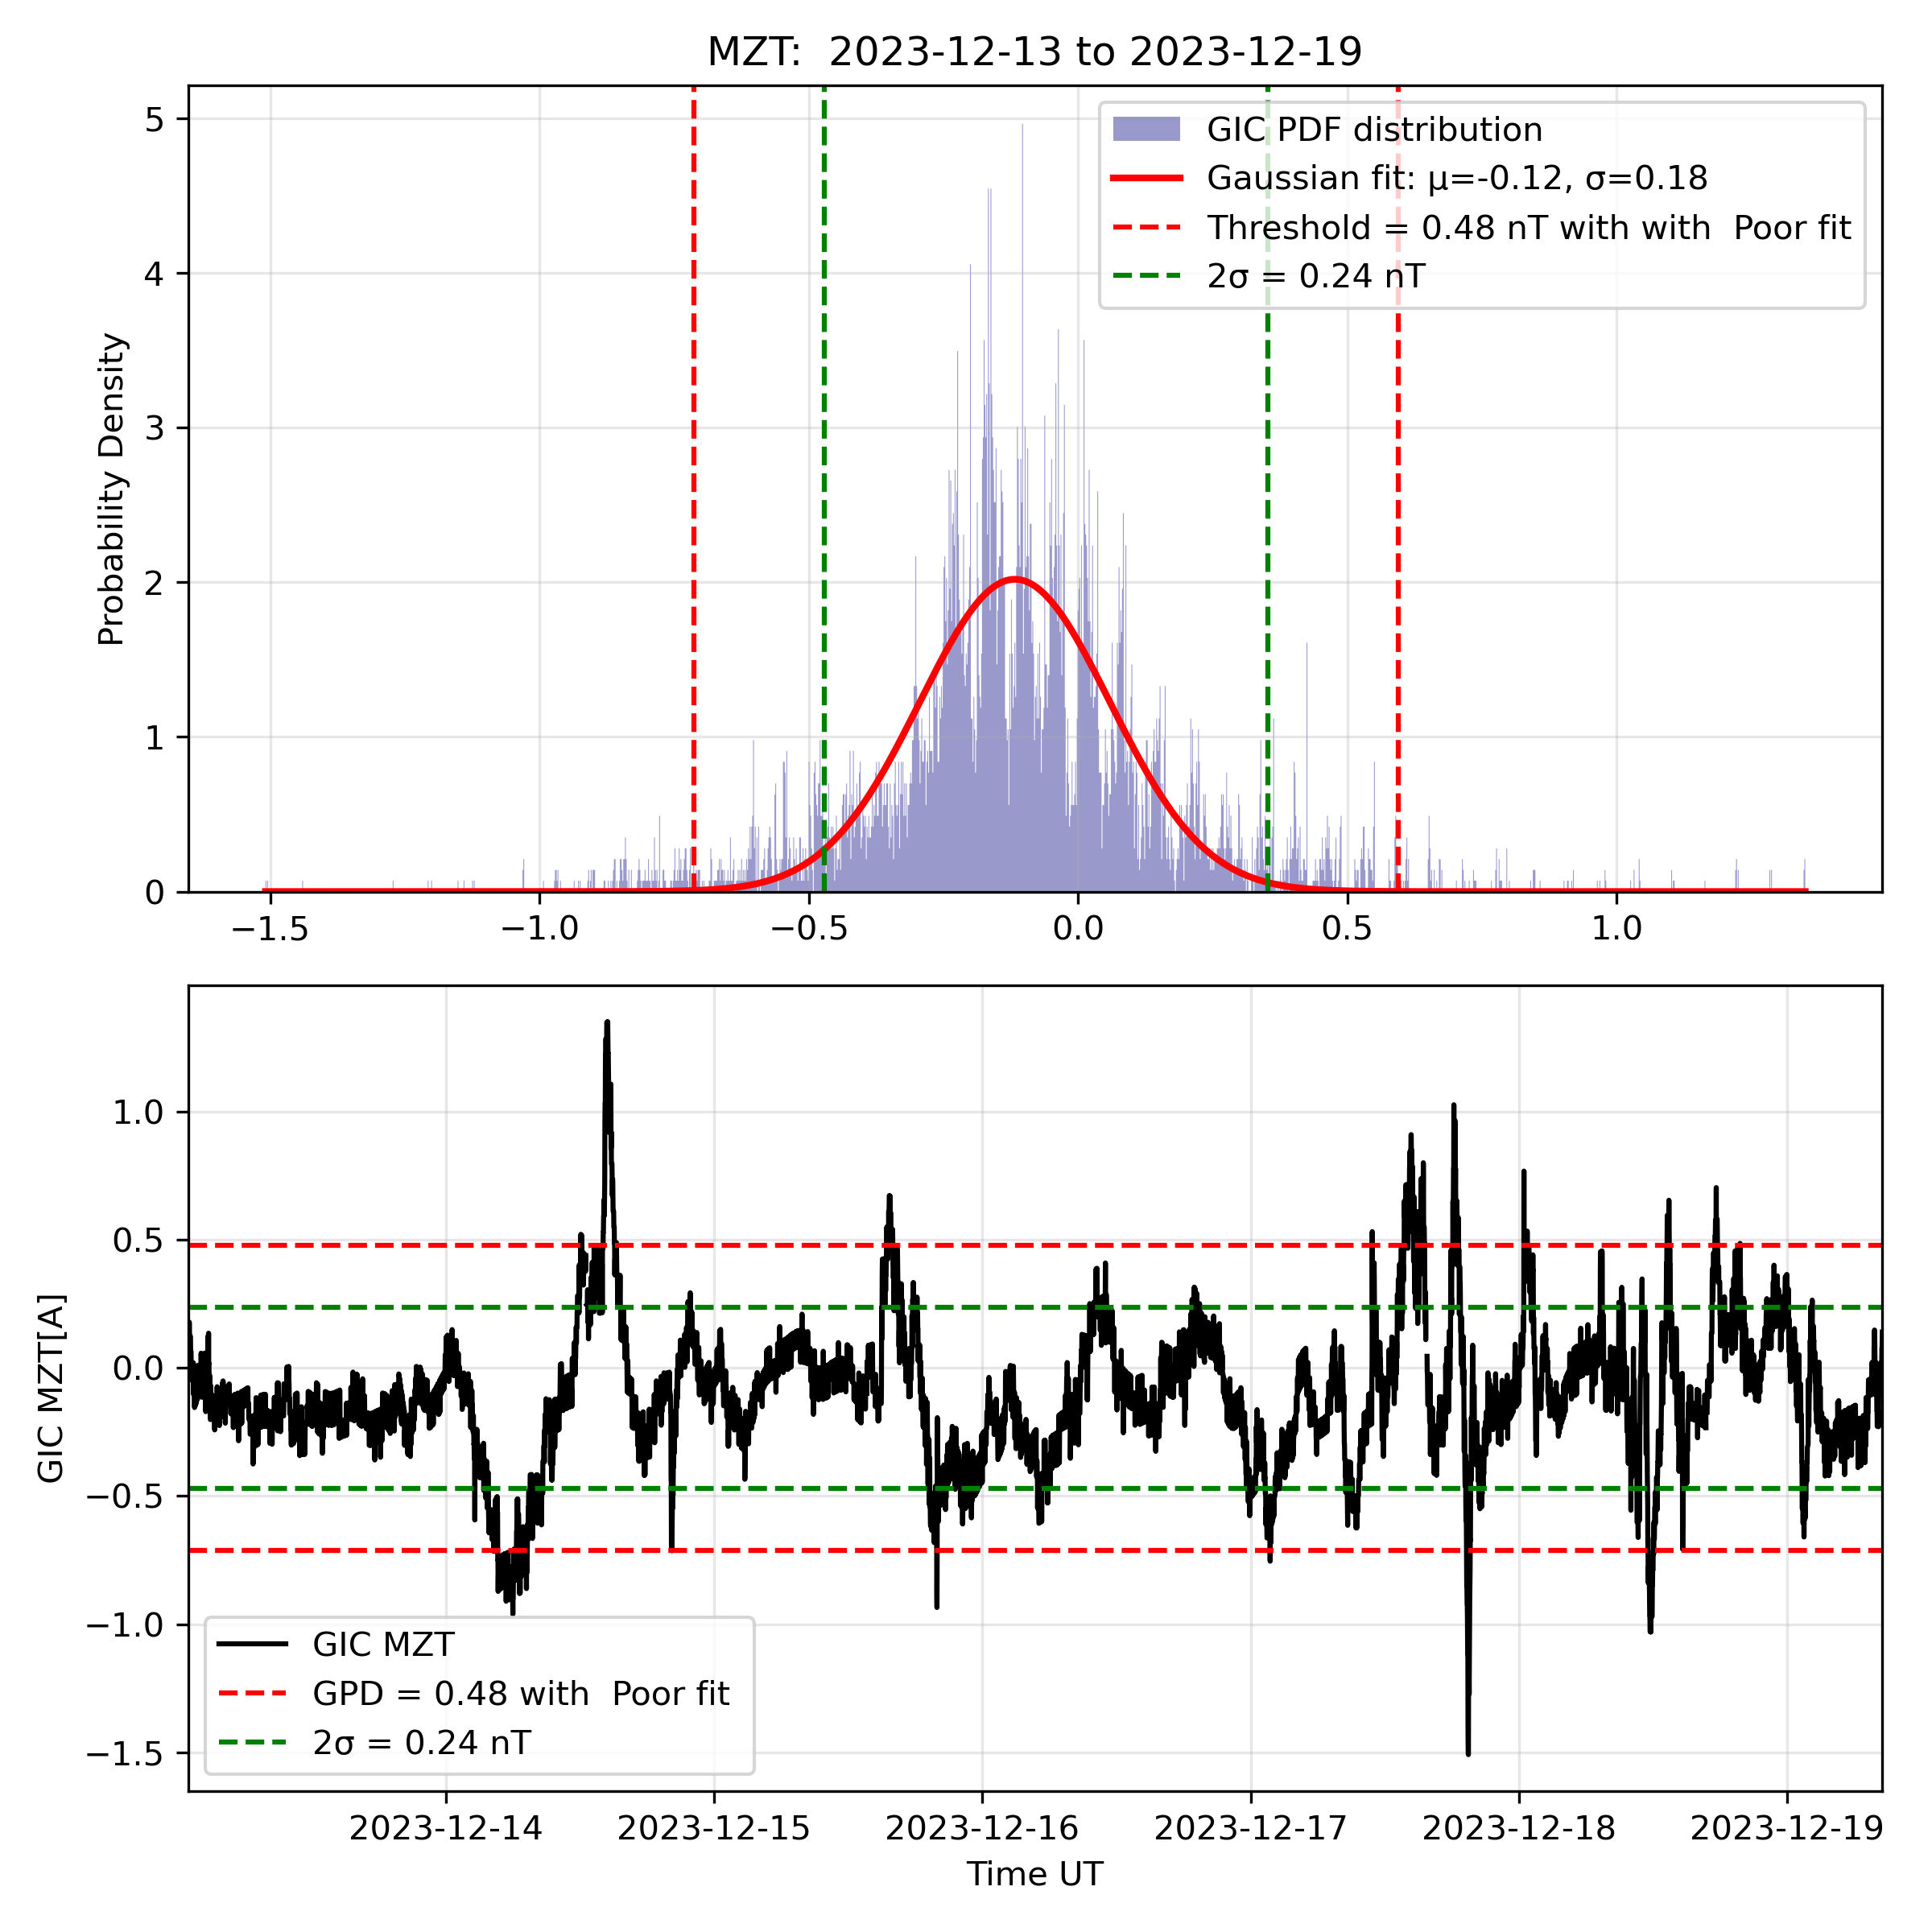 MZT:  2023-12-13 to 2023-12-19
5
4
3
2
1
0
Probability Density
GIC PDF distribution
Gaussian fit: μ=-0.12, σ=0.18
Threshold = 0.48 nT with with  Poor fit
2σ = 0.24 nT
−1.5 −1.0 −0.5 0.0 0.5 1.0
1.0
0.5
0.0
−0.5
−1.0
−1.5
GIC MZT[A]
GIC MZT
GPD = 0.48 with  Poor fit
2σ = 0.24 nT
2023-12-14 2023-12-15 2023-12-16 2023-12-17 2023-12-18 2023-12-19
Time UT